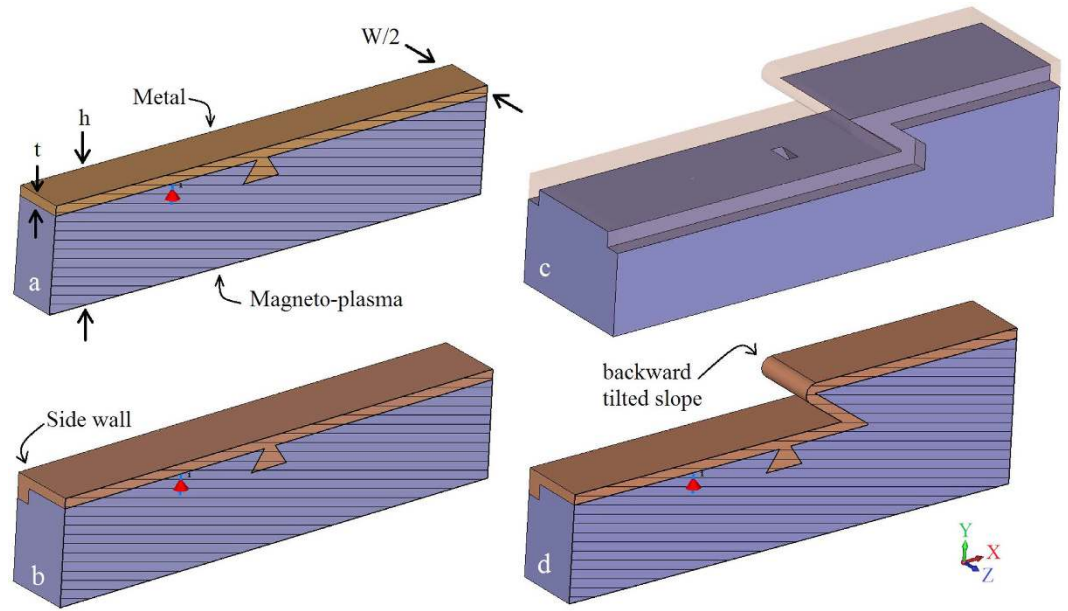 W/2
Metal
h
t
a
Magneto-plasma
c
Side wall
b
backward
tilted slope
d
Y
X
Z